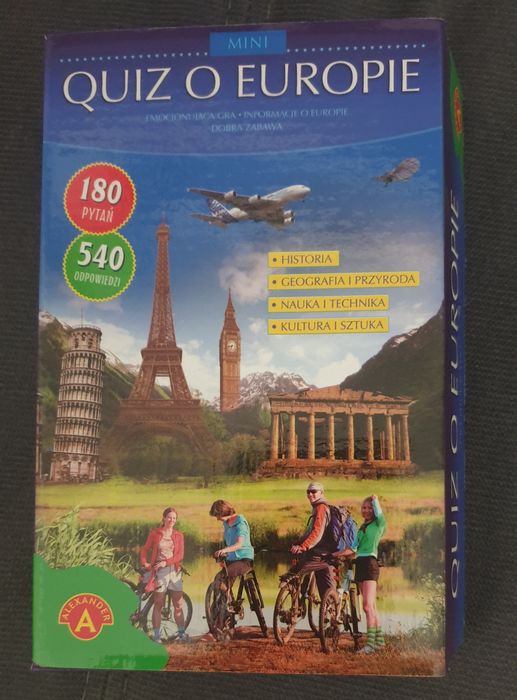 MINI
QUIZ O EUROPIE
EMOCJONUJĄCA GRA • INFORMACJE O EUROPIE
DOBRA ZABAWA
180
PYTAŃ
540
ODPOWIEDZI
• HISTORIA
• GEOGRAFIA I PRZYRODA
• NAUKA I TECHNIKA
• KULTURA I SZTUKA
ALEXANDER
A
QUIZ O EUROPIE